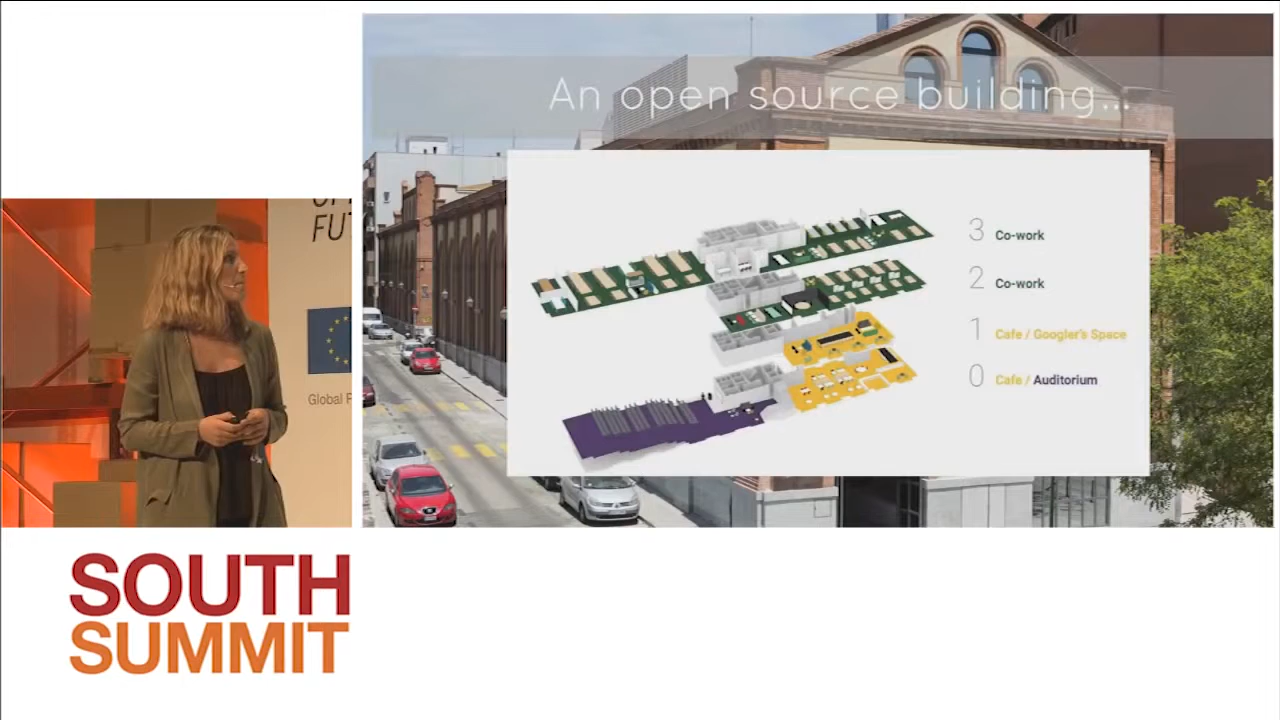 An open source building...
3 Co-work
2 Co-work
1 Cafe / Googler's Space
0 Cafe / Auditorium
Global
SOUTH
SUMMIT